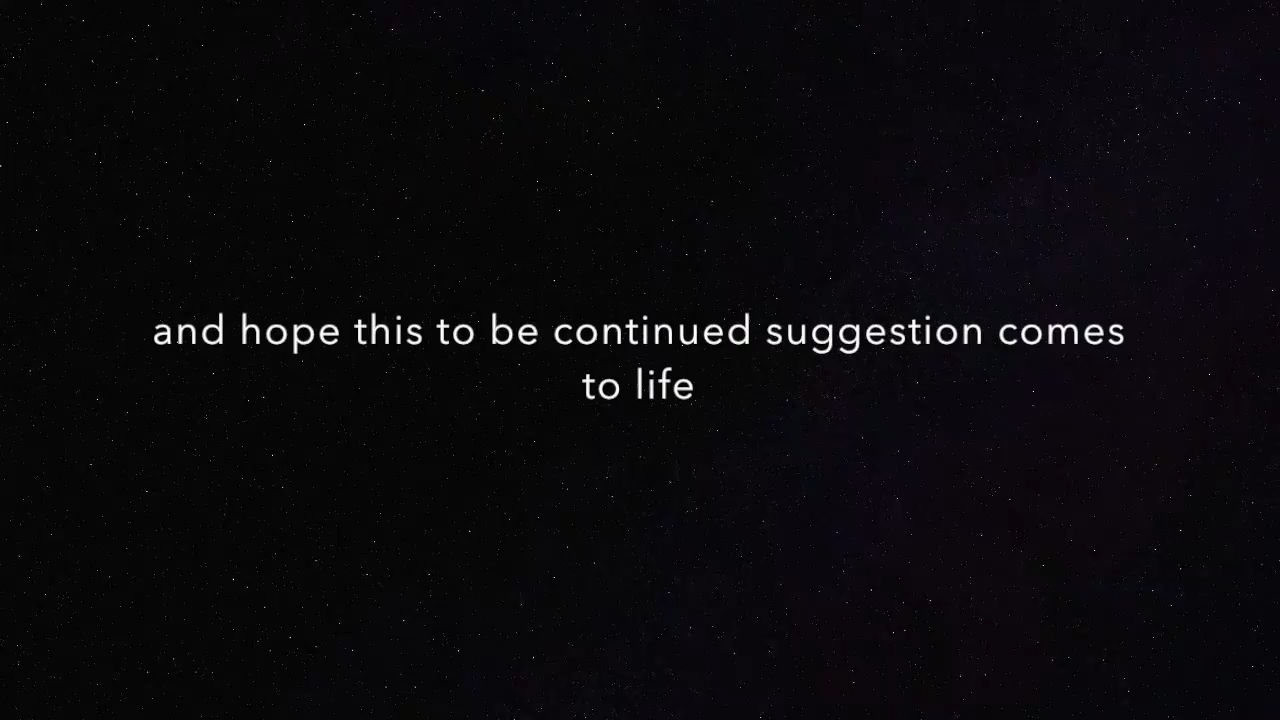 and hope this to be continued suggestion comes
to life